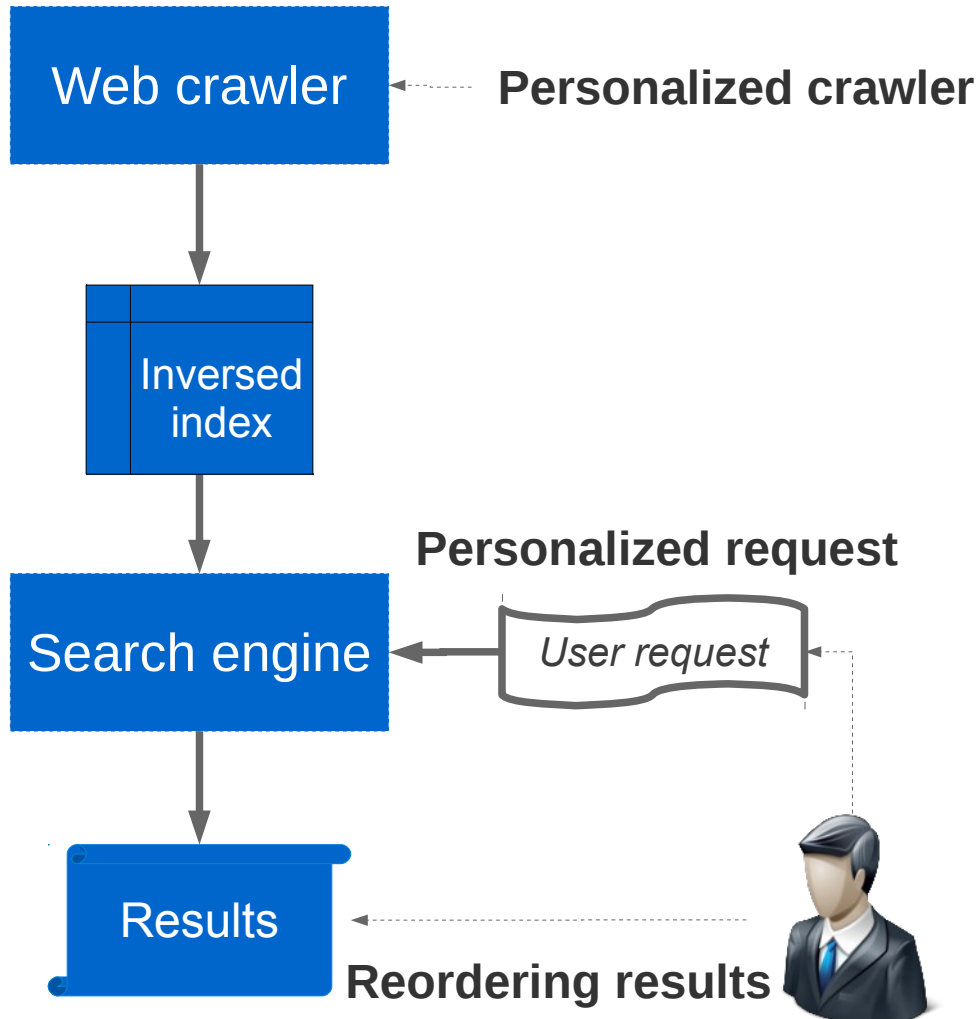 Web crawler
Personalized crawler
Inversed
index
Personalized request
Search engine
User request
Results
Reordering results